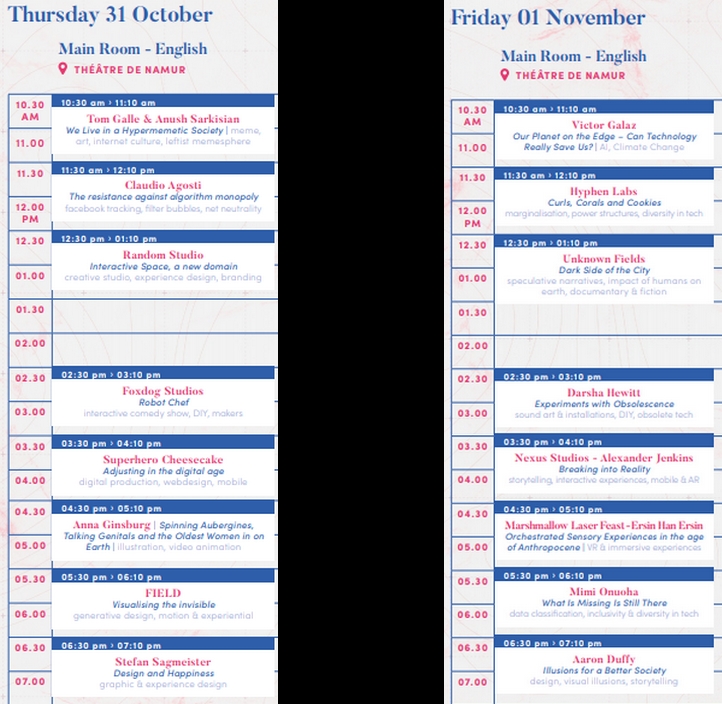 Thursday 31 October
Main Room - English
THÉÂTRE DE NAMUR
10.30 AM
10:30 am › 11:10 am
Tom Galle & Anush Sarkisian
We Live in a Hypermemetic Society | meme,
art, internet culture, leftist memesphere
11.00
11.30
11:30 am › 12:10 pm
Claudio Agosti
The resistance against algorithm monopoly
facebook tracking, filter bubbles, net neutrality
12.00 PM
12.30
12:30 pm › 01:10 pm
Random Studio
Interactive Space, a new domain
creative studio, experience design, branding
01.00
01.30
02.00
02.30
02:30 pm › 03:10 pm
Foxdog Studios
Robot Chef
interactive comedy show, DIY, makers
03.00
03.30
03:30 pm › 04:10 pm
Superhero Cheesecake
Adjusting in the digital age
digital production, webdesign, mobile
04.00
04.30
04:30 pm › 05:10 pm
Anna Ginsburg | Spinning Aubergines,
Talking Genitals and the Oldest Women in on
Earth | illustration, video animation
05.00
05.30
05:30 pm › 06:10 pm
FIELD
Visualising the invisible
generative design, motion & experiential
06.00
06.30
06:30 pm › 07:10 pm
Stefan Sagmeister
Design and Happiness
graphic & experience design
07.00
Friday 01 November
Main Room - English
THÉÂTRE DE NAMUR
10.30 AM
10:30 am › 11:10 am
Victor Galaz
Our Planet on the Edge – Can Technology
Really Save Us? | AI, Climate Change
11.00
11.30
11:30 am › 12:10 pm
Hyphen Labs
Curls, Corals and Cookies
marginalisation, power structures, diversity in tech
12.00 PM
12.30
12:30 pm › 01:10 pm
Unknown Fields
Dark Side of the City
speculative narratives, impact of humans on
earth, documentary & fiction
01.00
01.30
02.00
02.30
02:30 pm › 03:10 pm
Darsha Hewitt
Experiments with Obsolescence
sound art & installations, DIY, obsolete tech
03.00
03.30
03:30 pm › 04:10 pm
Nexus Studios - Alexander Jenkins
Breaking into Reality
storytelling, interactive experiences, mobile & AR
04.00
04.30
04:30 pm › 05:10 pm
Marshmallow Laser Feast - Ersin Han Ersin
Orchestrated Sensory Experiences in the age
of Anthropocene | VR & immersive experiences
05.00
05.30
05:30 pm › 06:10 pm
Mimi Onuoha
What Is Missing Is Still There
data classification, inclusivity & diversity in tech
06.00
06.30
06:30 pm › 07:10 pm
Aaron Duffy
Illusions for a Better Society
design, visual illusions, storytelling
07.00